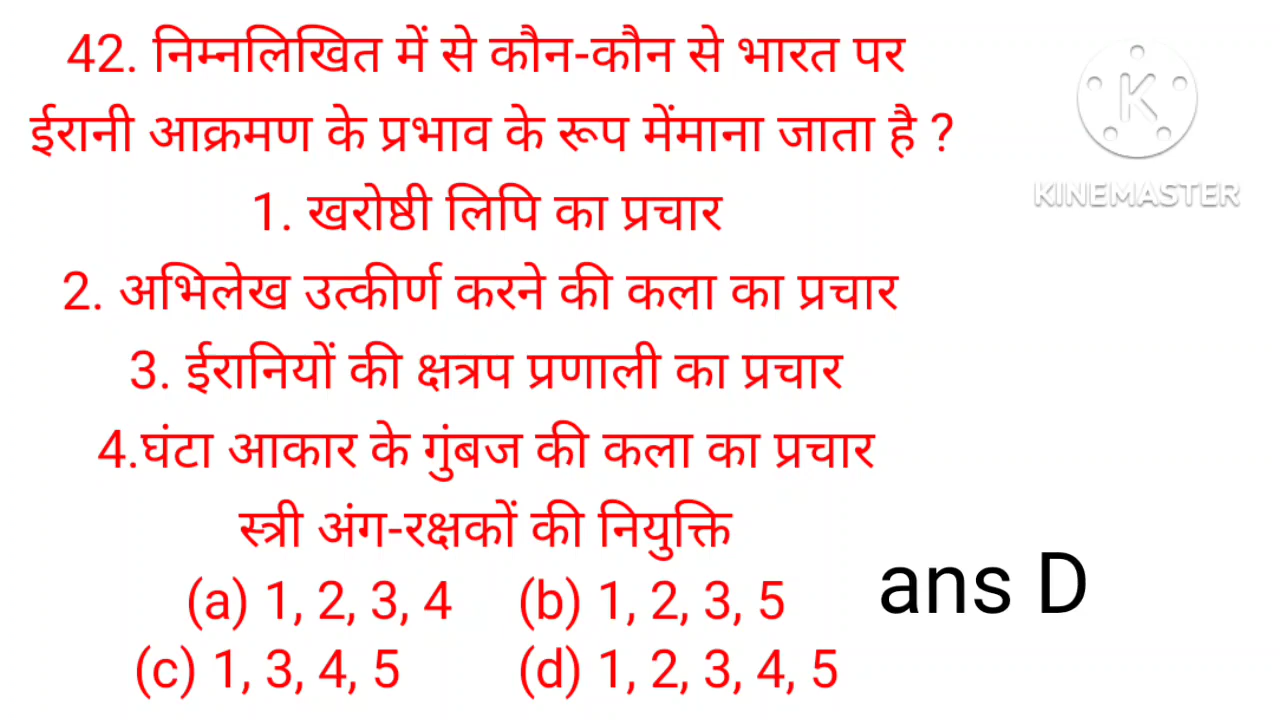 42. निम्नलिखित में से कौन-कौन से भारत पर
ईरानी आक्रमण के प्रभाव के रूप मेंमाना जाता है ?
1. खरोष्ठी लिपि का प्रचार
2. अभिलेख उत्कीर्ण करने की कला का प्रचार
3. ईरानियों की क्षत्रप प्रणाली का प्रचार
4.घंटा आकार के गुंबज की कला का प्रचार
स्त्री अंग-रक्षकों की नियुक्ति
(a) 1, 2, 3, 4 (b) 1, 2, 3, 5
(c) 1, 3, 4, 5 (d) 1, 2, 3, 4, 5
ans D
K
KINEMASTER